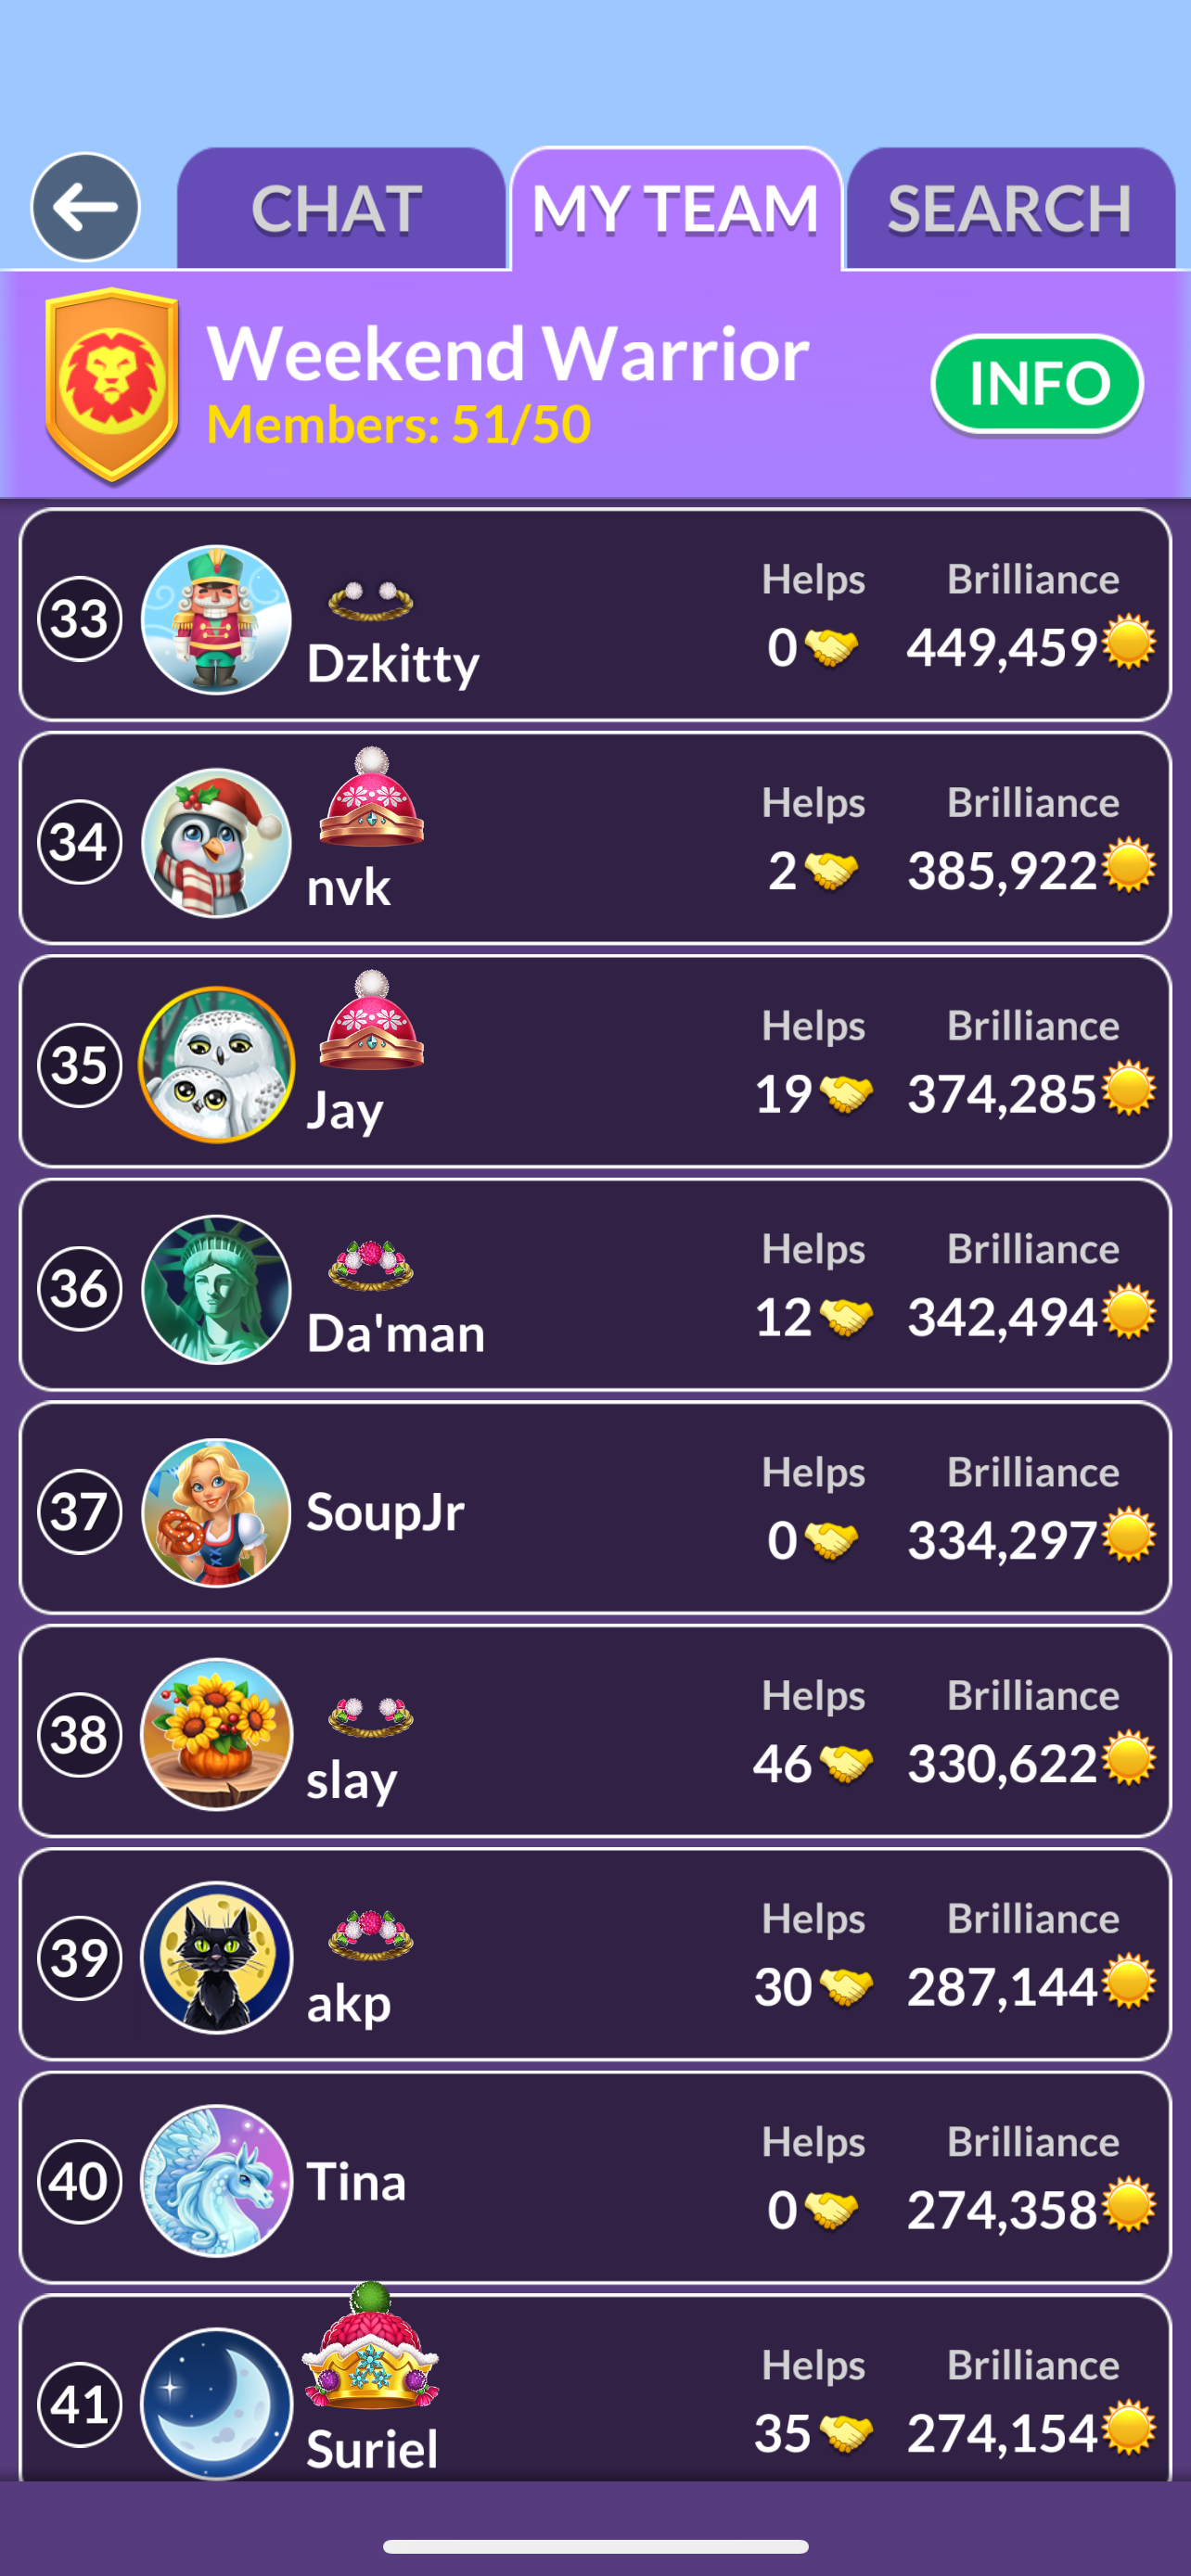 CHAT
MY TEAM
SEARCH
Weekend Warrior
Members: 51/50
INFO
33
Dzkitty
Helps
Brilliance
0
449,459
34
nvk
Helps
Brilliance
2
385,922
35
Jay
Helps
Brilliance
19
374,285
36
Da'man
Helps
Brilliance
12
342,494
37
SoupJr
Helps
Brilliance
0
334,297
38
slay
Helps
Brilliance
46
330,622
39
akp
Helps
Brilliance
30
287,144
40
Tina
Helps
Brilliance
0
274,358
41
Suriel
Helps
Brilliance
35
274,154